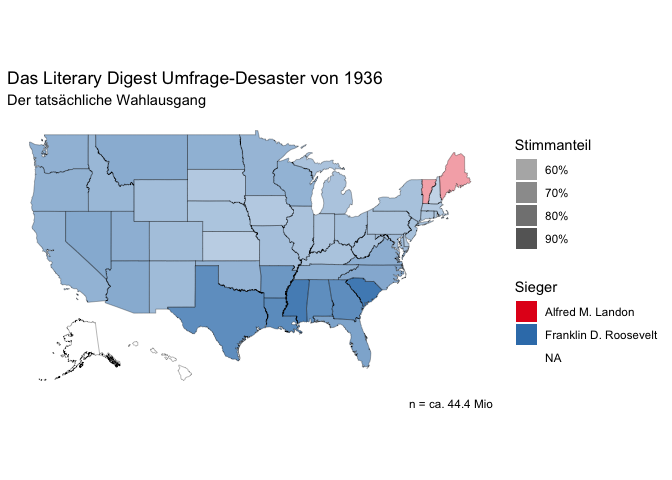 Das Literary Digest Umfrage-Desaster von 1936
Der tatsächliche Wahlausgang
Stimmanteil
60%
70%
80%
90%
Sieger
Alfred M. Landon
Franklin D. Roosevelt
NA
n = ca. 44.4 Mio